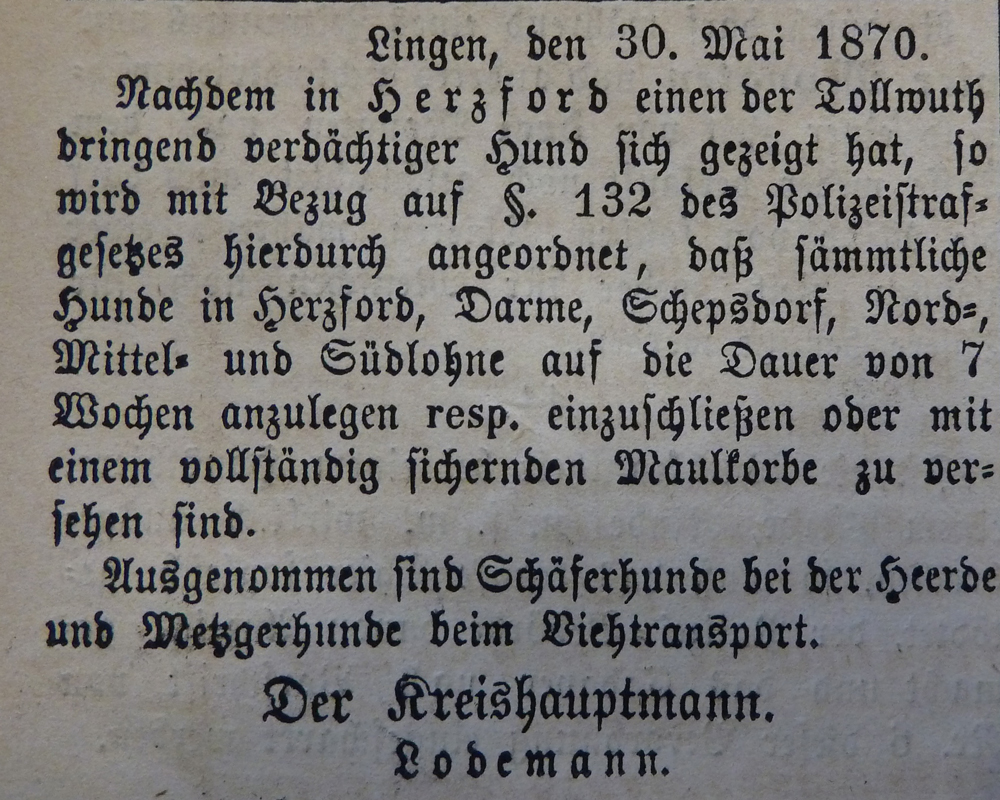 Lingen, den 30. Mai 1870.
Nachdem in Herzford einen der Tollwuth
dringend verdächtiger Hund sich gezeigt hat, so
wird mit Bezug auf §. 132 des Polizeistraf-
gesetzes hierdurch angeordnet, daß sämmtliche
Hunde in Herzford, Darme, Schepsdorf, Nord-,
Mittel- und Südlohne auf die Dauer von 7
Wochen anzulegen resp. einzuschließen oder mit
einem vollständig sichernden Maulkorbe zu ver-
sehen sind.
Ausgenommen sind Schäferhunde bei der Heerde
und Metzgerhunde beim Viehtransport.
Der Kreishauptmann.
Lodemann.